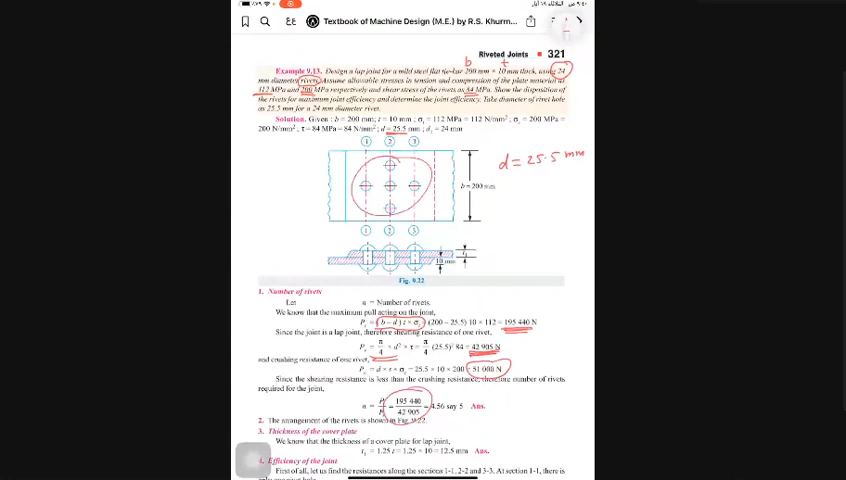 Textbook of Machine Design (M.E.) by R.S. Khurm...
Riveted Joints ▪ 321
b t
Example 9.13. Design a lap joint for a mild steel flat tie-bar 200 mm × 10 mm thick, using 24
mm diameter rivets. Assume allowable stresses in tension and compression of the plate material as
112 MPa and 200 MPa respectively and shear stress of the rivets as 84 MPa. Show the disposition of
the rivets for maximum joint efficiency and determine the joint efficiency. Take diameter of rivet hole
as 25.5 mm for a 24 mm diameter rivet.
Solution. Given : b = 200 mm; t = 10 mm ; σt = 112 MPa = 112 N/mm² ; σc = 200 MPa =
200 N/mm² ; τ = 84 MPa = 84 N/mm² ; d = 25.5 mm ; d1 = 24 mm
1 2 3
d = 25.5 mm
b = 200 mm
1 2 3
t1
10 mm
Fig. 9.22
1. Number of rivets
Let n = Number of rivets.
We know that the maximum pull acting on the joint,
Pt = (b – d) t × σt = (200 – 25.5) 10 × 112 = 195 440 N
Since the joint is a lap joint, therefore shearing resistance of one rivet,
Ps = π/4 × d² × τ = π/4 (25.5)² 84 = 42 905 N
and crushing resistance of one rivet,
Pc = d × t × σc = 25.5 × 10 × 200 = 51 000 N
Since the shearing resistance is less than the crushing resistance, therefore number of rivets
required for the joint,
n = Pt/Ps = 195 440/42 905 = 4.56 say 5 Ans.
2. The arrangement of the rivets is shown in Fig. 9.22.
3. Thickness of the cover plate
We know that the thickness of a cover plate for lap joint,
t1 = 1.25 t = 1.25 × 10 = 12.5 mm Ans.
4. Efficiency of the joint
First of all, let us find the resistances along the sections 1-1, 2-2 and 3-3. At section 1-1, there is
only one rivet hole.